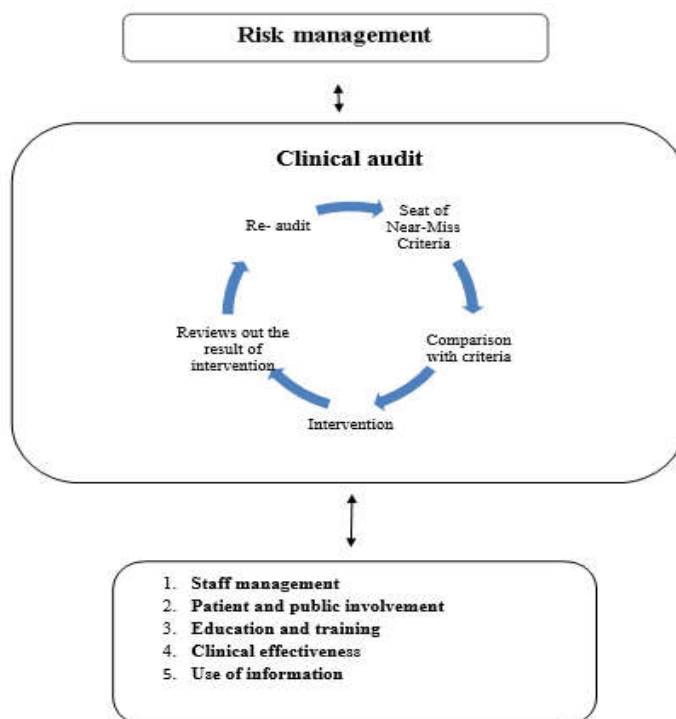 Risk management
Clinical audit
Re- audit
Seat of
Near-Miss
Criteria
Comparison
with criteria
Intervention
Reviews out the
result of
intervention
1. Staff management
2. Patient and public involvement
3. Education and training
4. Clinical effectiveness
5. Use of information